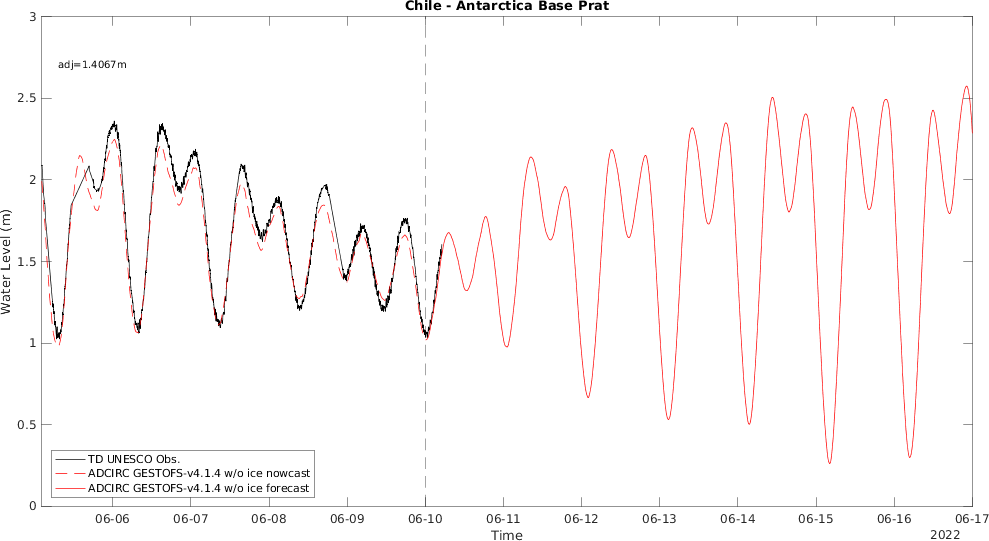 Chile - Antarctica Base Prat
adj=1.4067m
3
2.5
2
1.5
1
0.5
0
Water Level (m)
TD UNESCO Obs.
ADCIRC GESTOFS-v4.1.4 w/o ice nowcast
ADCIRC GESTOFS-v4.1.4 w/o ice forecast
06-06 06-07 06-08 06-09 06-10 06-11 06-12 06-13 06-14 06-15 06-16 06-17
Time
2022